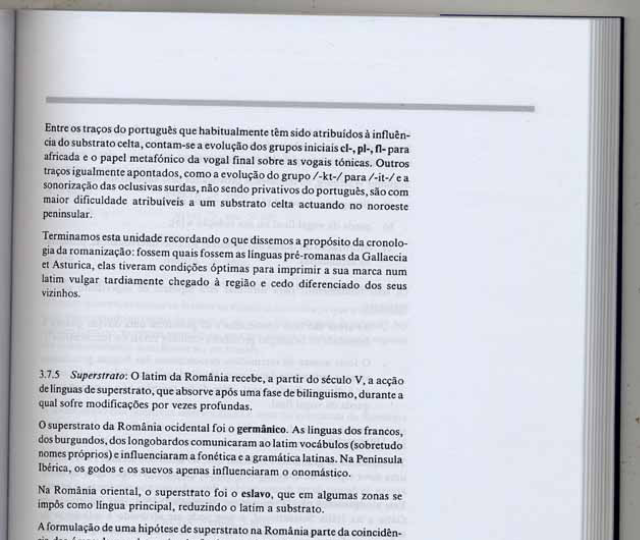 Entre os traços do português que habitualmente têm sido atribuídos à influên-
cia do substrato celta, contam-se a evolução dos grupos iniciais cl-, pl-, fl- para
africada e o papel metafónico da vogal final sobre as vogais tónicas. Outros
traços igualmente apontados, como a evolução do grupo /-kt-/ para /-it-/ e a
sonorização das oclusivas surdas, não sendo privativos do português, são com
maior dificuldade atribuíveis a um substrato celta actuando no noroeste
peninsular.
Terminamos esta unidade recordando o que dissemos a propósito da cronolo-
gia da romanização: fossem quais fossem as línguas pré-romanas da Gallaecia
et Asturica, elas tiveram condições óptimas para imprimir a sua marca num
latim vulgar tardiamente chegado à região e cedo diferenciado dos seus
vizinhos.
3.7.5 Superstrato: O latim da România recebe, a partir do século V, a acção
de línguas de superstrato, que absorve após uma fase de bilinguismo, durante a
qual sofre modificações por vezes profundas.
O superstrato da România ocidental foi o germânico. As línguas dos francos,
dos burgundos, dos longobardos comunicaram ao latim vocábulos (sobretudo
nomes próprios) e influenciaram a fonética e a gramática latinas. Na Península
Ibérica, os godos e os suevos apenas influenciaram o onomástico.
Na România oriental, o superstrato foi o eslavo, que em algumas zonas se
impôs como língua principal, reduzindo o latim a substrato.
A formulação de uma hipótese de superstrato na România parte da coincidên-